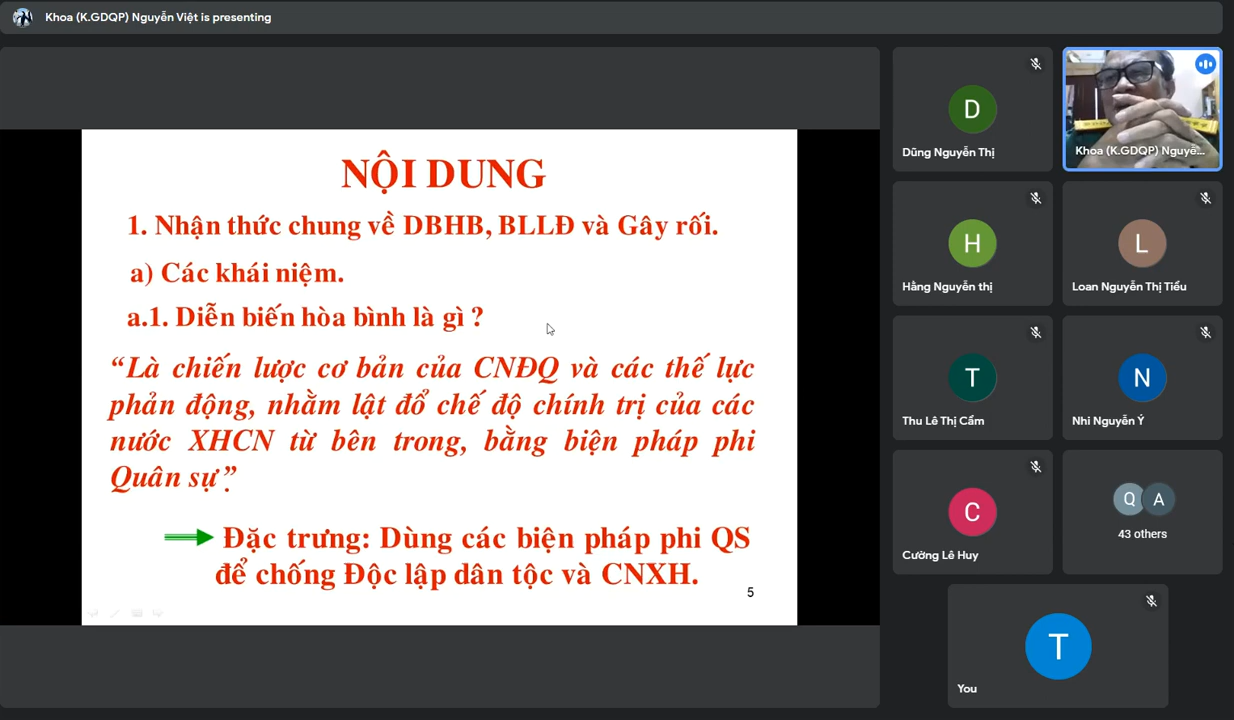 Khoa (K.GDQP) Nguyễn Việt is presenting
NỘI DUNG
1. Nhận thức chung về DBHB, BLLĐ và Gây rối.
a) Các khái niệm.
a.1. Diễn biến hòa bình là gì ?
“Là chiến lược cơ bản của CNĐQ và các thế lực
phản động, nhằm lật đổ chế độ chính trị của các
nước XHCN từ bên trong, bằng biện pháp phi
Quân sự”.
Đặc trưng: Dùng các biện pháp phi QS
để chống Độc lập dân tộc và CNXH.
5
D
Dũng Nguyễn Thị
Khoa (K.GDQP) Nguyễ...
H
Hằng Nguyễn thị
L
Loan Nguyễn Thị Tiểu
T
Thu Lê Thị Cẩm
N
Nhi Nguyễn Ý
C
Cường Lê Huy
Q A
43 others
T
You